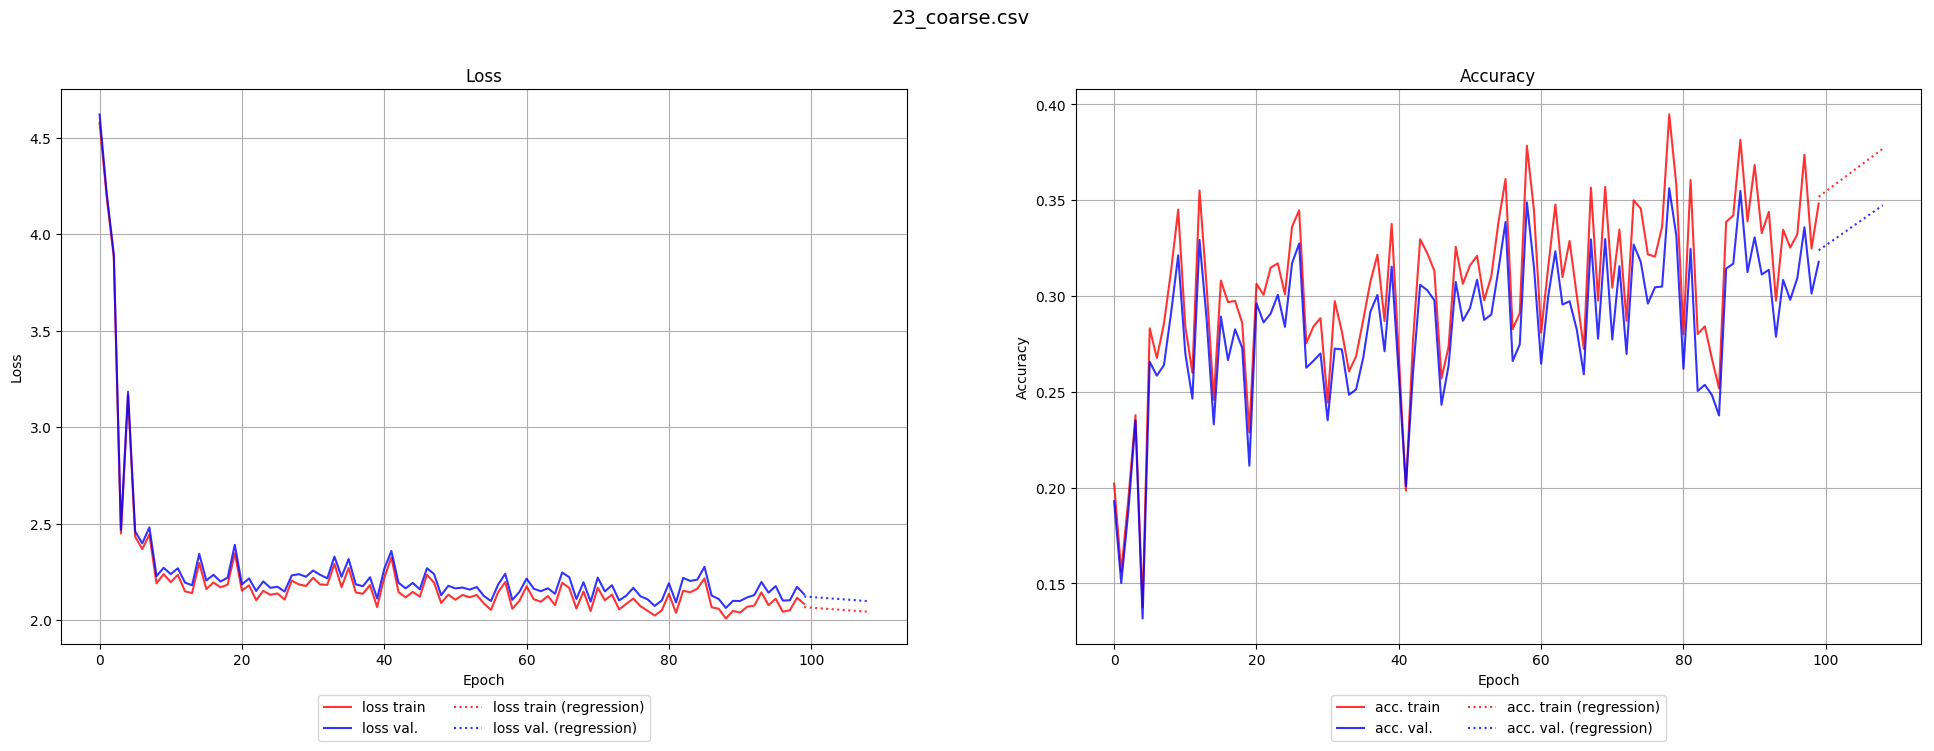 23_coarse.csv
Loss
4.5
4.0
3.5
3.0
2.5
2.0
Loss
0 20 40 60 80 100
Epoch
loss train
loss val.
loss train (regression)
loss val. (regression)
Accuracy
0.40
0.35
0.30
0.25
0.20
0.15
Accuracy
0 20 40 60 80 100
Epoch
acc. train
acc. val.
acc. train (regression)
acc. val. (regression)